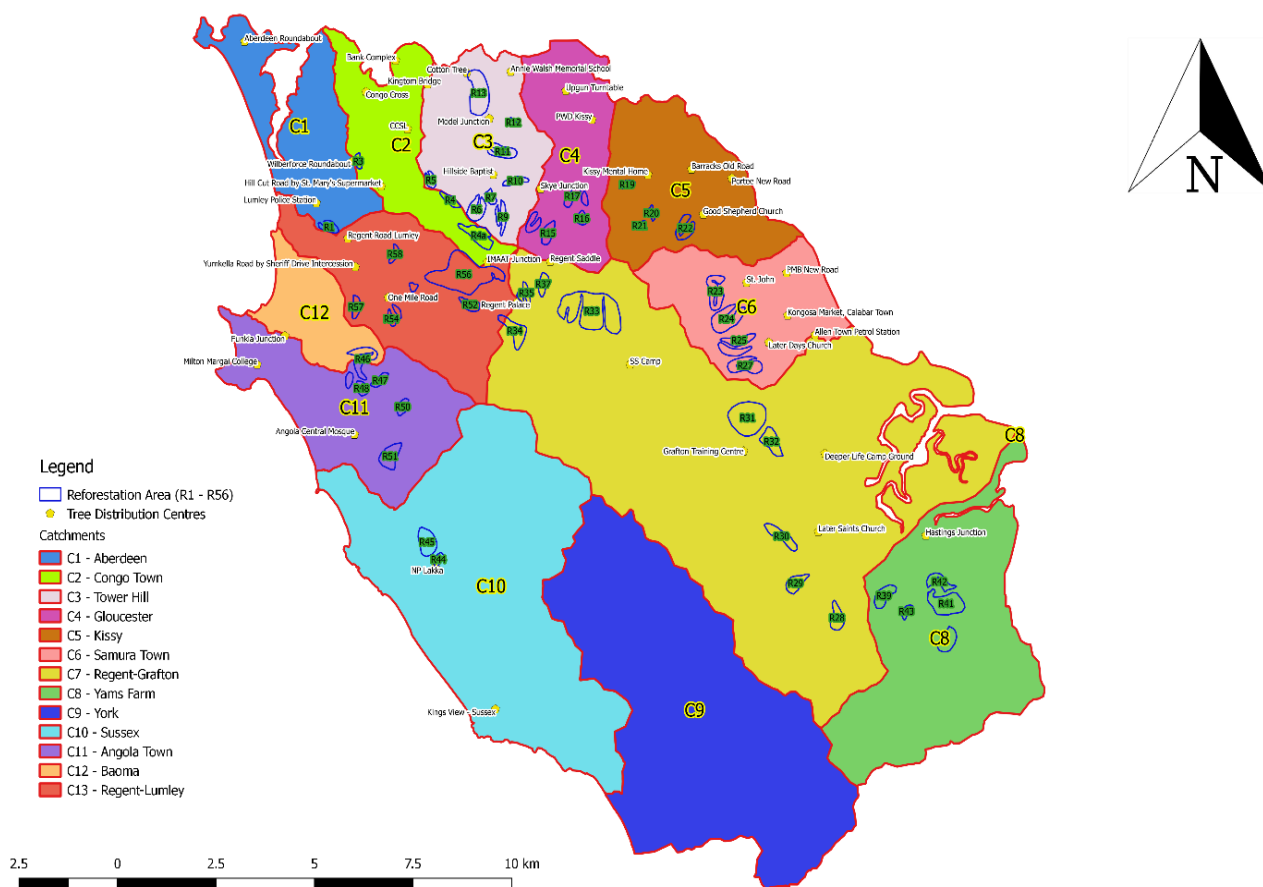 Aberdeen Roundabout
Bank Complex
Cotton Tree
Annie Walsh Memorial School
Kingtom Bridge
Congo Cross
R13
Upgun Turntable
C1
CCSL
Model Junction
R12
PWD Kissy
C2
C3
C4
R11
Wilberforce Roundabout
R3
Hillside Baptist
Kissy Mental Home
Barracks Old Road
Hill Cut Road by St. Mary's Supermarket
R5
R10
Skye Junction
R19
C5
Portee New Road
Lumley Police Station
R4
R7
R17
R6
R9
R16
R20
Good Shepherd Church
R1
R21
R22
Regent Road Lumley
R4a
R15
R58
Yumkella Road by Sheriff Drive Intercession
IMAAT Junction
Regent Saddle
R56
PMB New Road
St. John
R37
R23
R35
One Mile Road
R52
Regent Palace
C12
R57
R54
R33
C6
R24
Kongosa Market, Calabar Town
R34
Allen Town Petrol Station
Funkia Junction
R25
Later Days Church
R46
Milton Margai College
SS Camp
R27
R47
R48
C11
R50
R31
Angola Central Mosque
R32
C8
Grafton Training Centre
Deeper Life Camp Ground
R51
Later Saints Church
Hastings Junction
R45
R30
R44
NP Lakka
C10
R29
R42
R39
R41
R43
R28
C8
Kings View - Sussex
C9
N
Legend
Reforestation Area (R1 - R56)
Tree Distribution Centres
Catchments
C1 - Aberdeen
C2 - Congo Town
C3 - Tower Hill
C4 - Gloucester
C5 - Kissy
C6 - Samura Town
C7 - Regent-Grafton
C8 - Yams Farm
C9 - York
C10 - Sussex
C11 - Angola Town
C12 - Baoma
C13 - Regent-Lumley
2.5 0 2.5 5 7.5 10 km